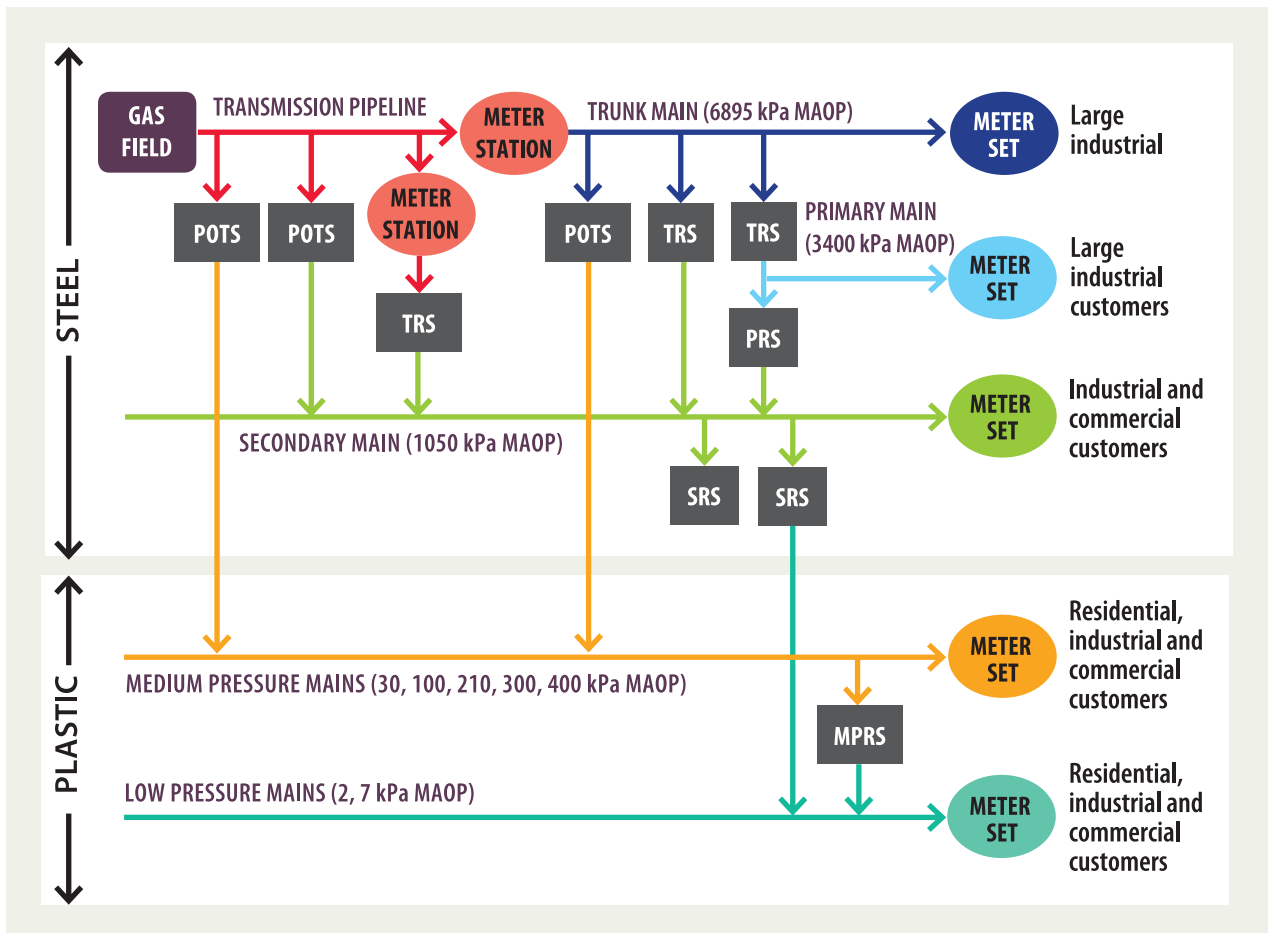 STEEL
GAS
FIELD
TRANSMISSION PIPELINE
METER
STATION
TRUNK MAIN (6895 kPa MAOP)
METER
SET
Large
industrial
POTS
POTS
METER
STATION
POTS
TRS
TRS
PRIMARY MAIN
(3400 kPa MAOP)
METER
SET
Large
industrial
customers
TRS
PRS
SECONDARY MAIN (1050 kPa MAOP)
METER
SET
Industrial and
commercial
customers
SRS
SRS
PLASTIC
MEDIUM PRESSURE MAINS (30, 100, 210, 300, 400 kPa MAOP)
METER
SET
Residential,
industrial and
commercial
customers
MPRS
LOW PRESSURE MAINS (2, 7 kPa MAOP)
METER
SET
Residential,
industrial and
commercial
customers